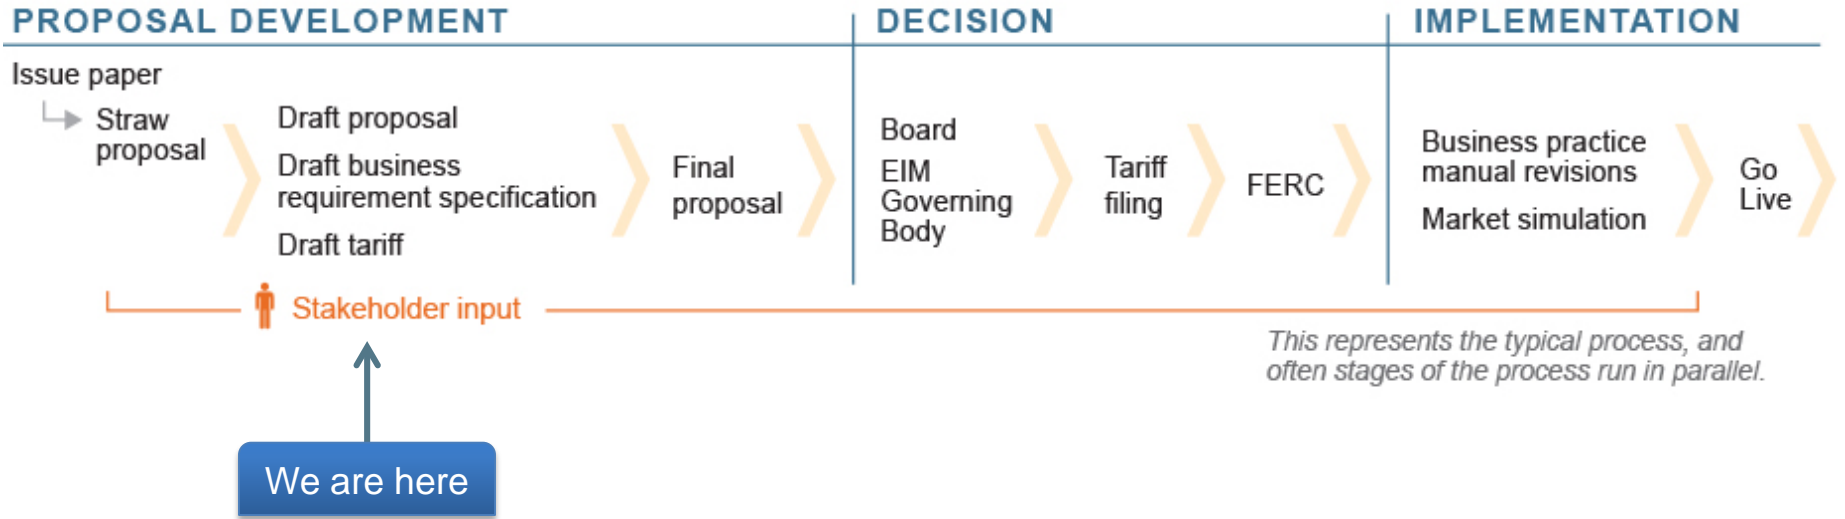 PROPOSAL DEVELOPMENT
DECISION
IMPLEMENTATION
Issue paper
Straw
proposal
Draft proposal
Draft business
requirement specification
Draft tariff
Final
proposal
Board
EIM
Governing
Body
Tariff
filing
FERC
Business practice
manual revisions
Market simulation
Go
Live
Stakeholder input
This represents the typical process, and
often stages of the process run in parallel.
We are here